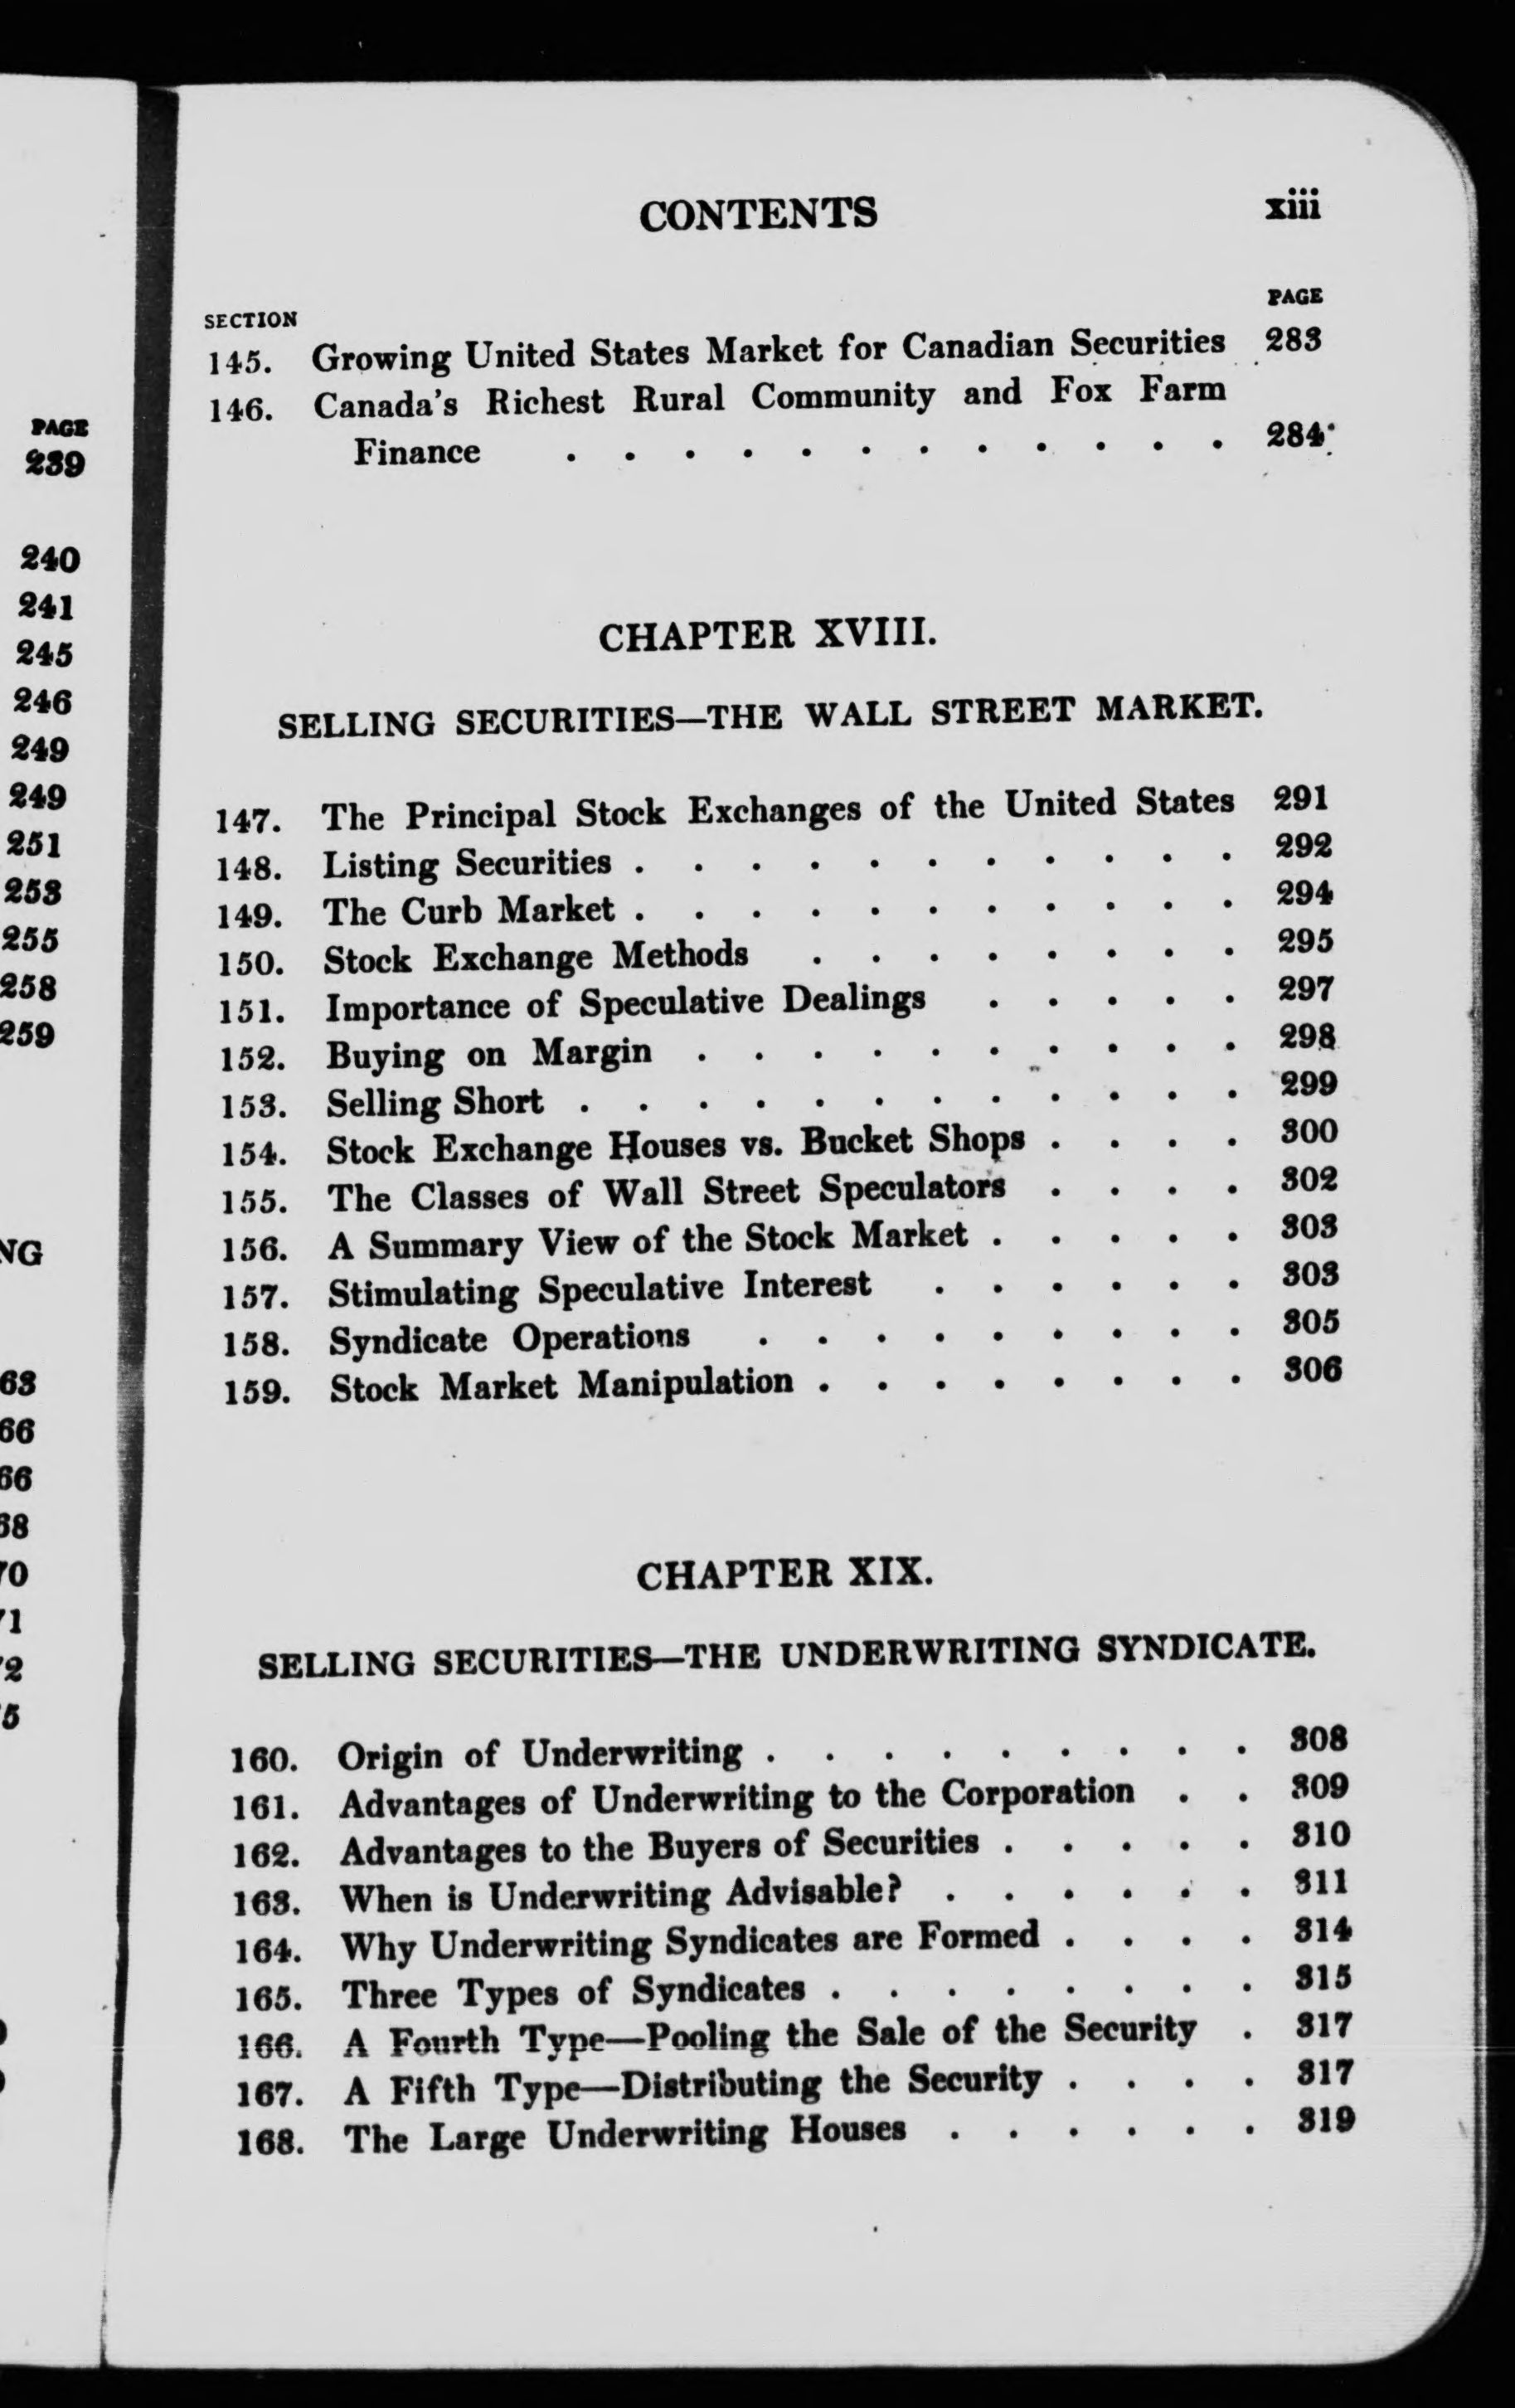 PAGE
239
240
241
245
246
249
249
251
253
255
258
259
NG
63
66
66
68
70
71
72
75
CONTENTS xiii
SECTION PAGE
145. Growing United States Market for Canadian Securities 283
146. Canada's Richest Rural Community and Fox Farm
Finance . . . . . . . . . . . . 284
CHAPTER XVIII.
SELLING SECURITIES—THE WALL STREET MARKET.
147. The Principal Stock Exchanges of the United States 291
148. Listing Securities . . . . . . . . . . . 292
149. The Curb Market . . . . . . . . . . . 294
150. Stock Exchange Methods . . . . . . . . 295
151. Importance of Speculative Dealings . . . . . 297
152. Buying on Margin . . . . . . . . . . 298
153. Selling Short . . . . . . . . . . . . 299
154. Stock Exchange Houses vs. Bucket Shops . . . . 300
155. The Classes of Wall Street Speculators . . . . 302
156. A Summary View of the Stock Market . . . . . 303
157. Stimulating Speculative Interest . . . . . . 303
158. Syndicate Operations . . . . . . . . . 305
159. Stock Market Manipulation . . . . . . . . 306
CHAPTER XIX.
SELLING SECURITIES—THE UNDERWRITING SYNDICATE.
160. Origin of Underwriting . . . . . . . . . 308
161. Advantages of Underwriting to the Corporation . . 309
162. Advantages to the Buyers of Securities . . . . . 310
163. When is Underwriting Advisable? . . . . . . 311
164. Why Underwriting Syndicates are Formed . . . . 314
165. Three Types of Syndicates . . . . . . . . 315
166. A Fourth Type—Pooling the Sale of the Security . 317
167. A Fifth Type—Distributing the Security . . . . 317
168. The Large Underwriting Houses . . . . . . 319